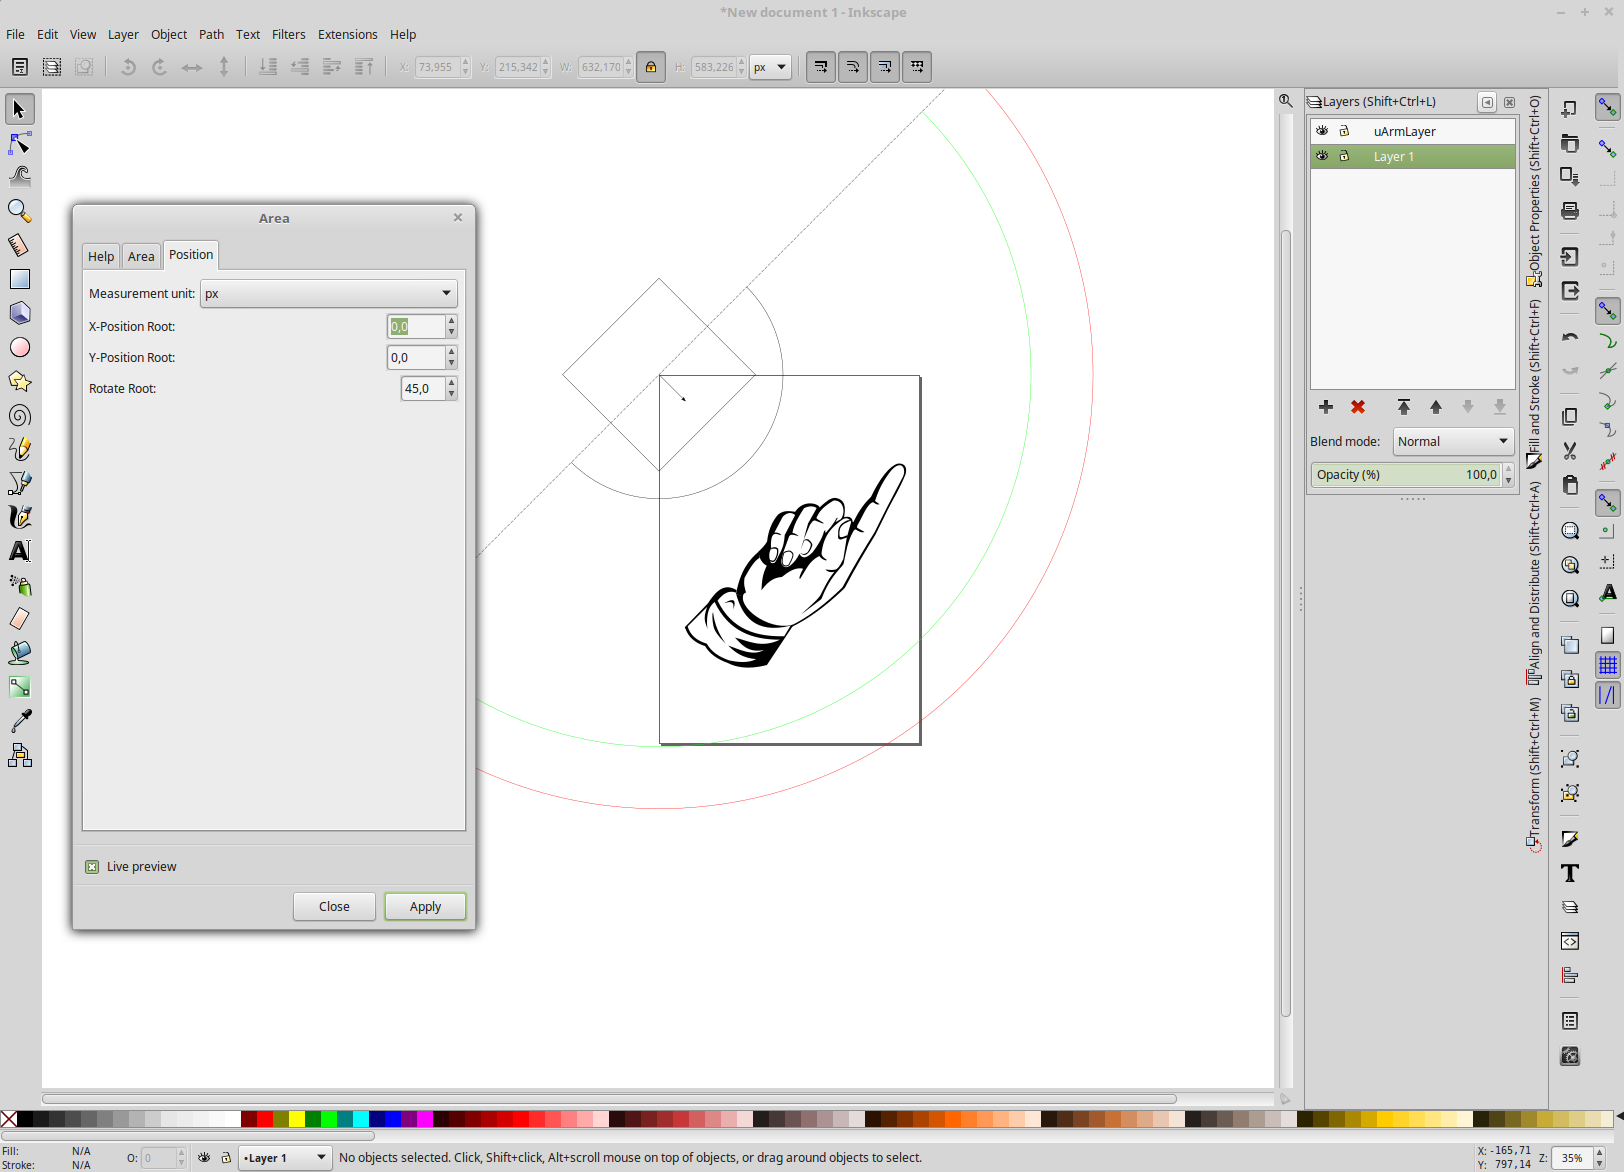 *New document 1 - Inkscape
File Edit View Layer Object Path Text Filters Extensions Help
X: 73,955 Y: 215,342 W: 632,170 H: 583,226 px
Layers (Shift+Ctrl+L)
uArmLayer
Layer 1
Blend mode: Normal
Opacity (%) 100,0
Object Properties (Shift+Ctrl+O)
Fill and Stroke (Shift+Ctrl+F)
Align and Distribute (Shift+Ctrl+A)
Transform (Shift+Ctrl+M)
Area
Help Area Position
Measurement unit: px
X-Position Root: 0,0
Y-Position Root: 0,0
Rotate Root: 45,0
Live preview
Close Apply
Fill: N/A
Stroke: N/A
O: 0
•Layer 1
No objects selected. Click, Shift+click, Alt+scroll mouse on top of objects, or drag around objects to select.
X: -165,71
Y: 797,14
Z: 35%